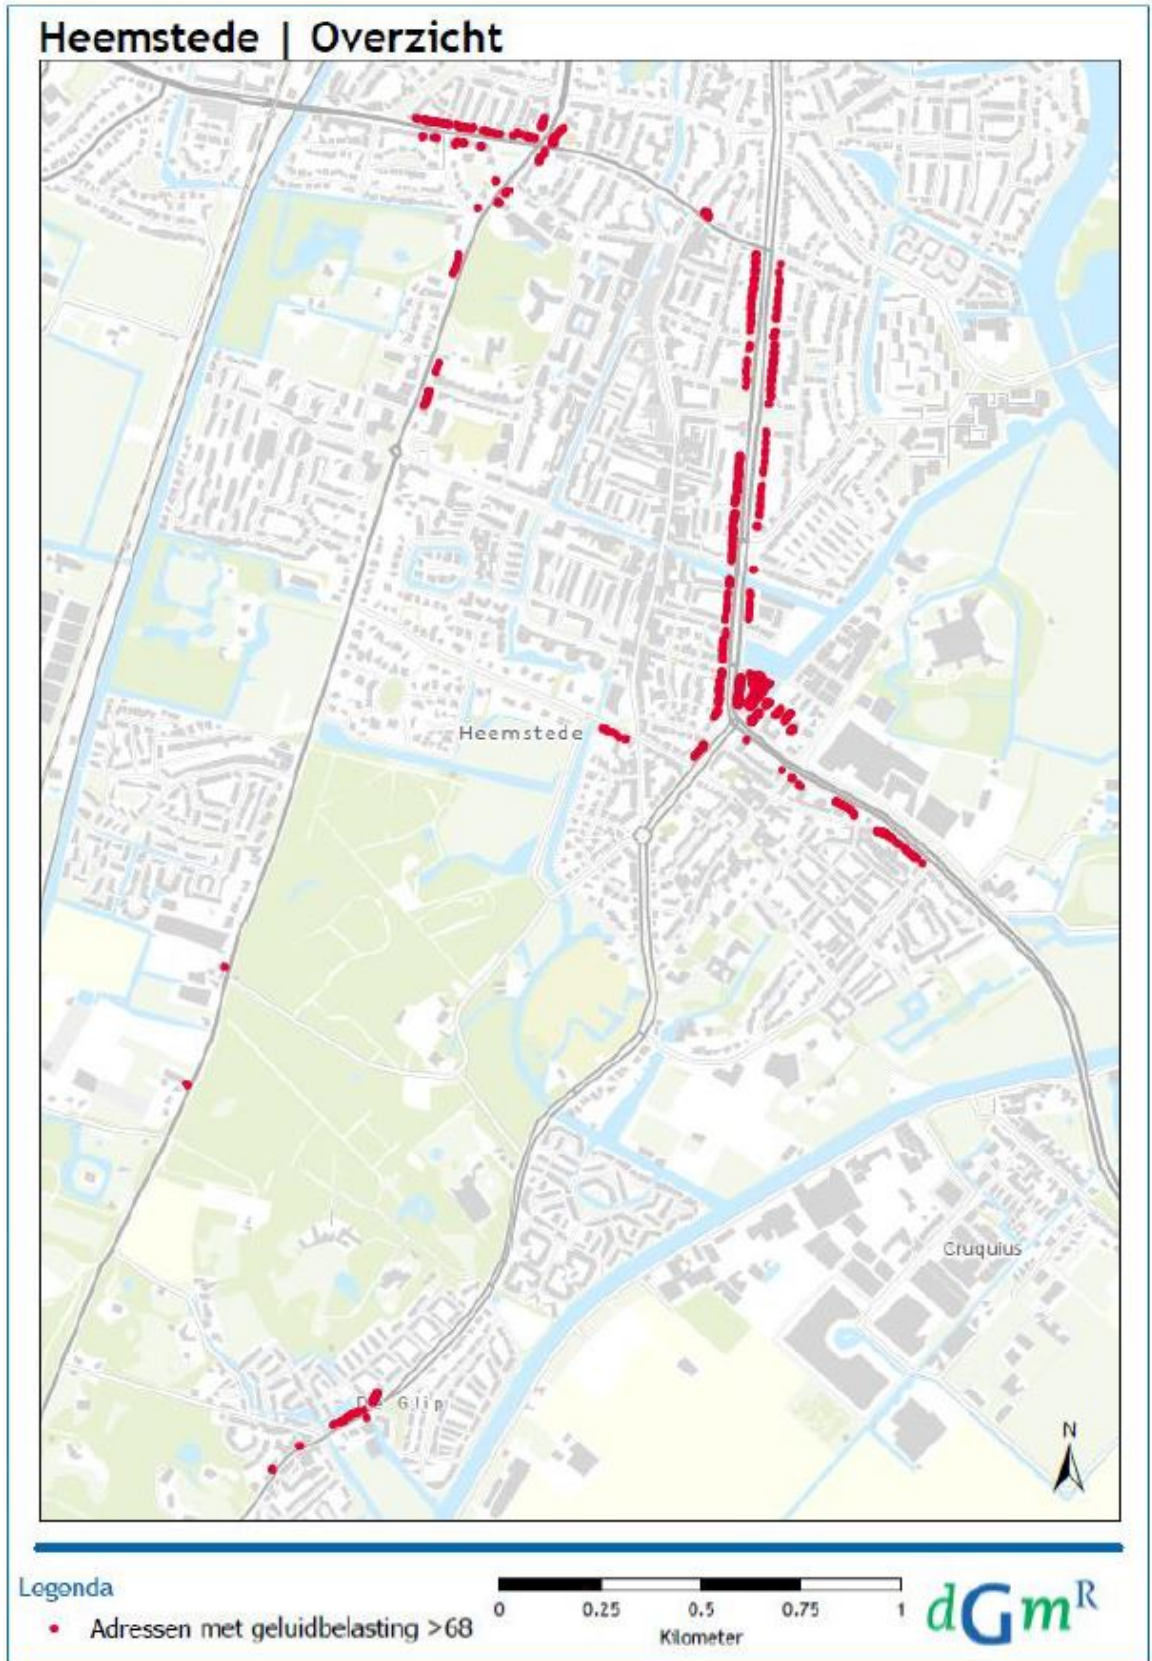 Heemstede | Overzicht
Heemstede
Cruquius
De Glip
N
Legenda
Adressen met geluidbelasting >68
0 0.25 0.5 0.75 1
Kilometer
dGmR